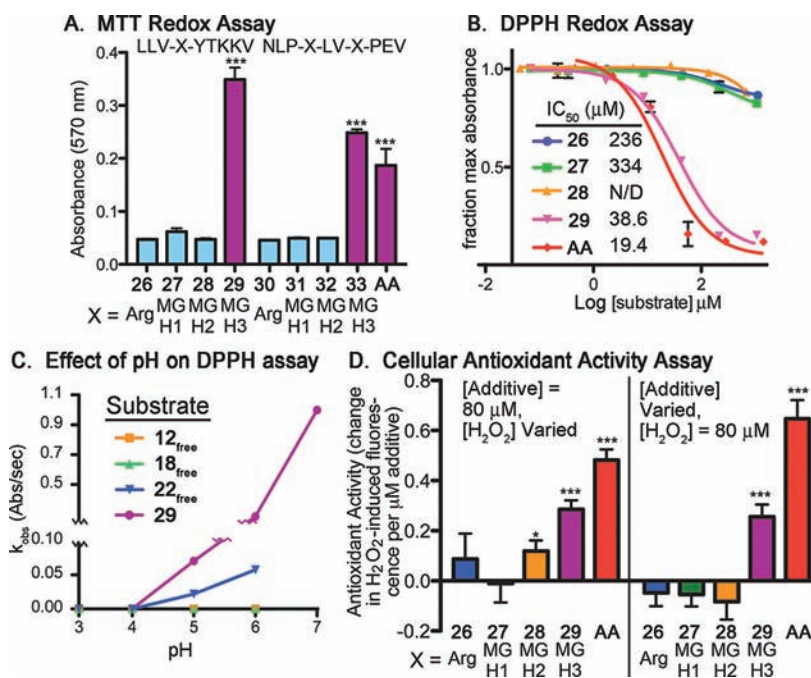 A. MTT Redox Assay
LLV-X-YTKKV NLP-X-LV-X-PEV
Absorbance (570 nm)
0.4
0.3
0.2
0.1
0.0
***
***
***
26 27 28 29 30 31 32 33 AA
X = Arg MG H1 MG H2 MG H3 Arg MG H1 MG H2 MG H3
B. DPPH Redox Assay
fraction max absorbance
1.0
0.5
IC50 (µM)
26 236
27 334
28 N/D
29 38.6
AA 19.4
-2 0 2
Log [substrate] µM
C. Effect of pH on DPPH assay
kobs (Abs/sec)
1.1
0.9
0.7
0.5
0.10
0.05
0.00
Substrate
12free
18free
22free
29
3 4 5 6 7
pH
D. Cellular Antioxidant Activity Assay
Antioxidant Activity (change
in H2O2-induced fluores-
cence per µM additive)
0.8
0.6
0.4
0.2
0.0
-0.2
[Additive] =
80 µM,
[H2O2] Varied
[Additive]
Varied,
[H2O2] = 80 µM
*
***
***
***
***
26 27 28 29 AA 26 27 28 29 AA
X = Arg MG H1 MG H2 MG H3 Arg MG H1 MG H2 MG H3